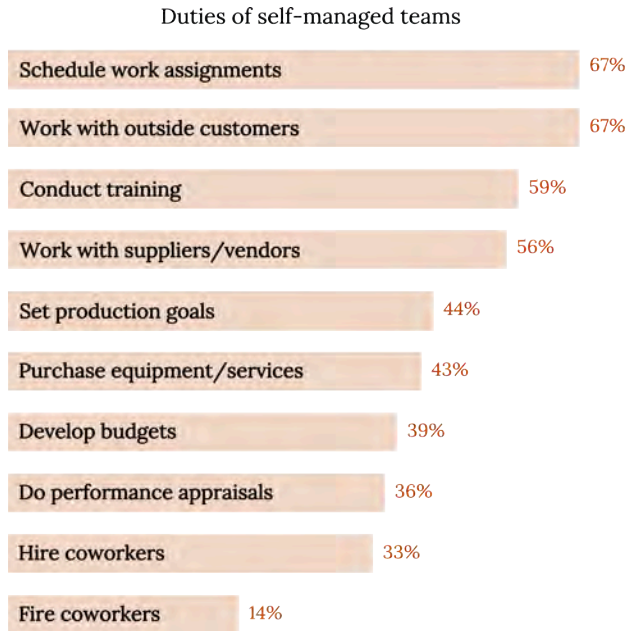 Duties of self-managed teams
Schedule work assignments 67%
Work with outside customers 67%
Conduct training 59%
Work with suppliers/vendors 56%
Set production goals 44%
Purchase equipment/services 43%
Develop budgets 39%
Do performance appraisals 36%
Hire coworkers 33%
Fire coworkers 14%